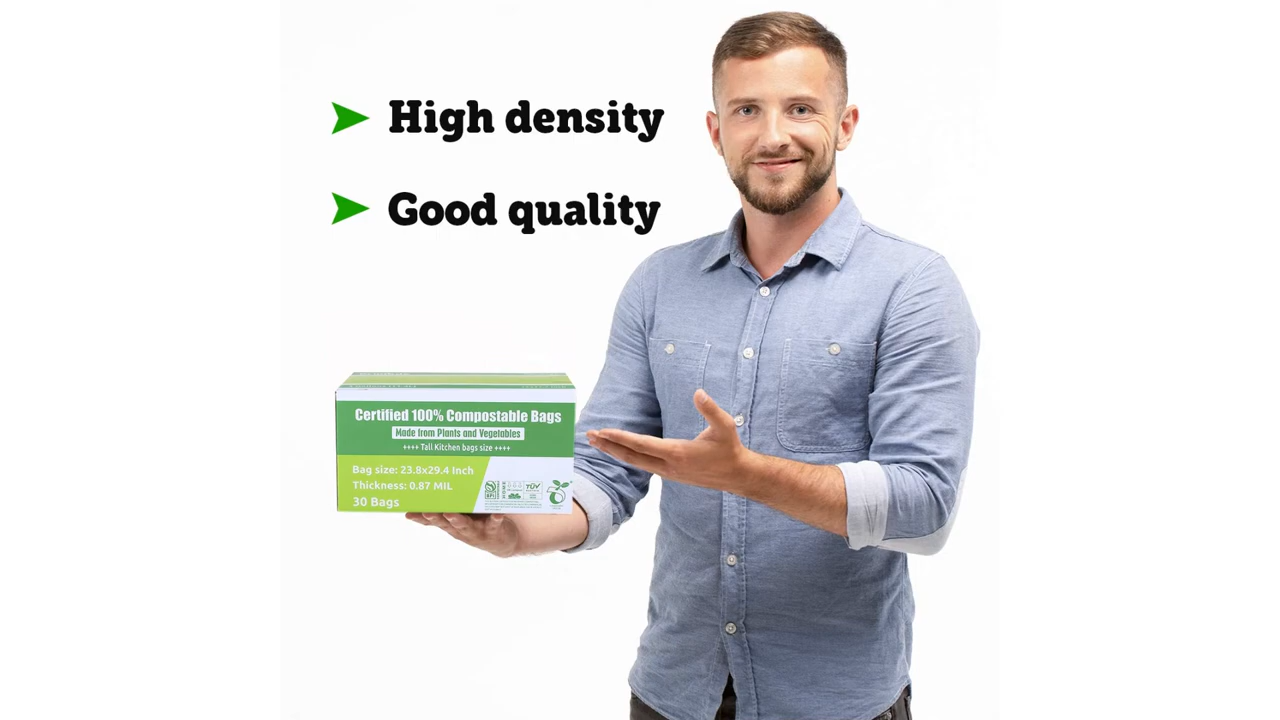 High density
Good quality
Certified 100% Compostable Bags
Made from Plants and Vegetables
++++ Tall Kitchen bags size ++++
Bag size: 23.8x29.4 Inch
Thickness: 0.87 MIL
30 Bags
BPI
TÜV